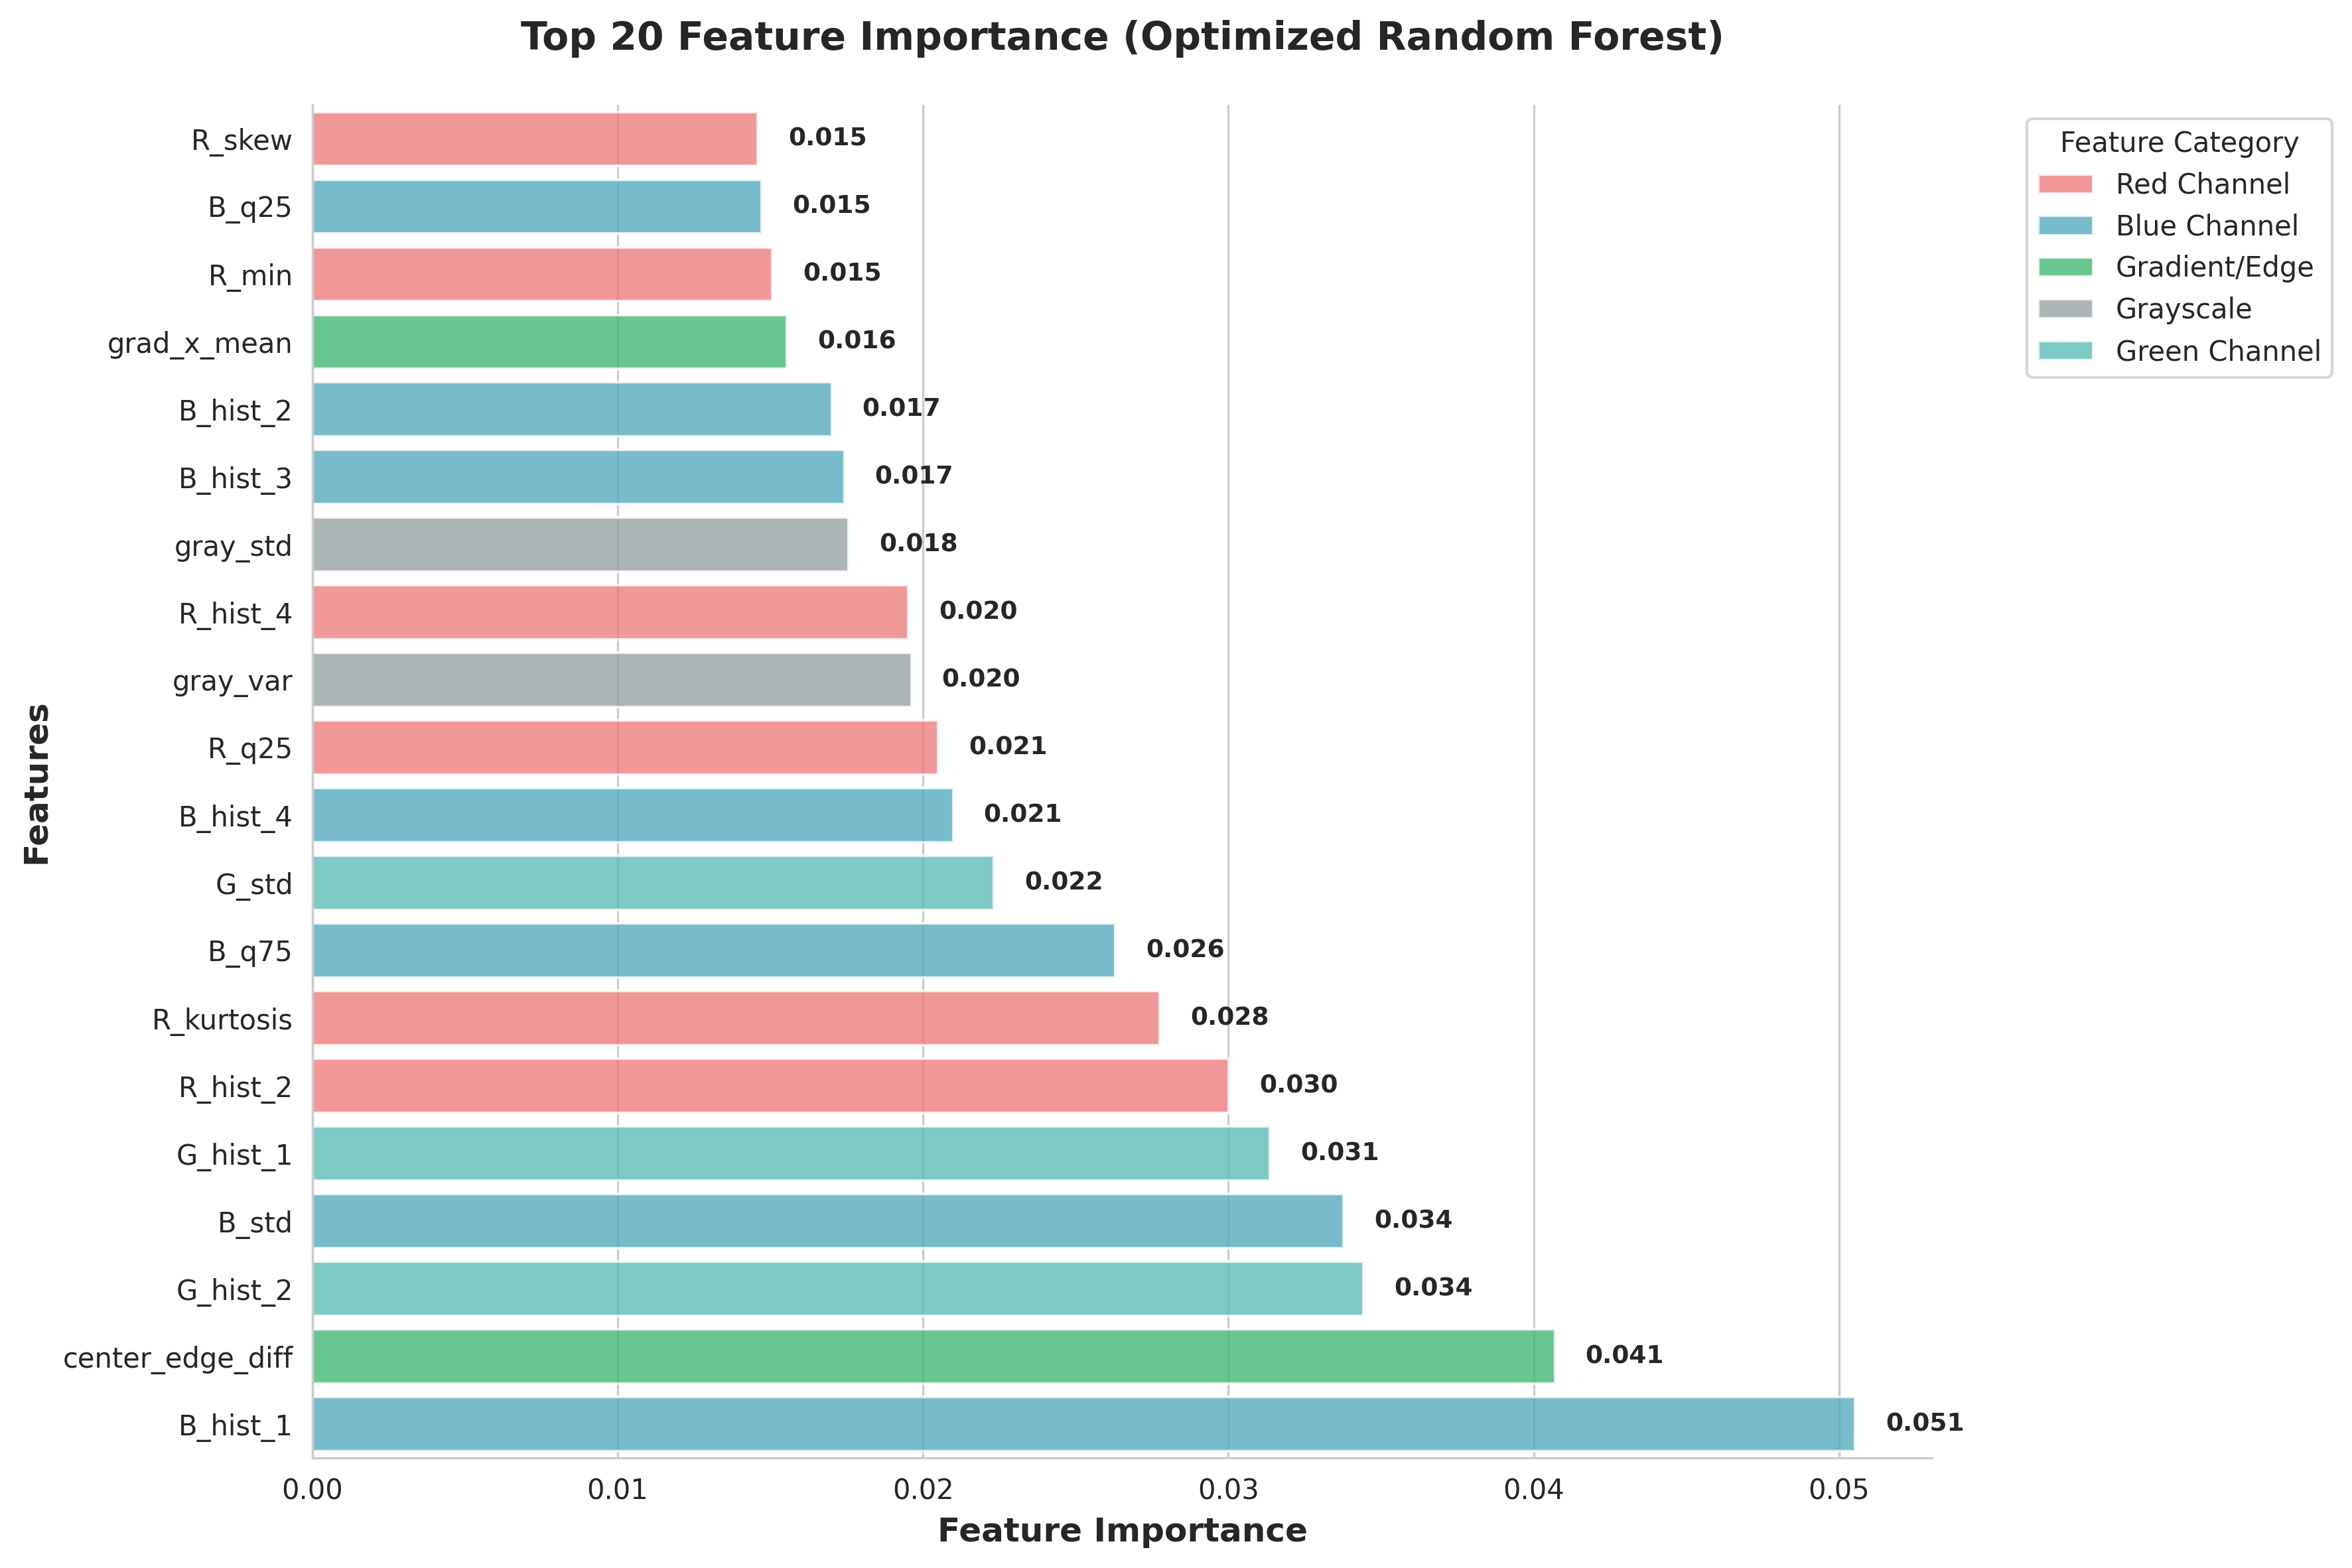 Top 20 Feature Importance (Optimized Random Forest)
Features
R_skew 0.015
B_q25 0.015
R_min 0.015
grad_x_mean 0.016
B_hist_2 0.017
B_hist_3 0.017
gray_std 0.018
R_hist_4 0.020
gray_var 0.020
R_q25 0.021
B_hist_4 0.021
G_std 0.022
B_q75 0.026
R_kurtosis 0.028
R_hist_2 0.030
G_hist_1 0.031
B_std 0.034
G_hist_2 0.034
center_edge_diff 0.041
B_hist_1 0.051
0.00 0.01 0.02 0.03 0.04 0.05
Feature Importance
Feature Category
Red Channel
Blue Channel
Gradient/Edge
Grayscale
Green Channel